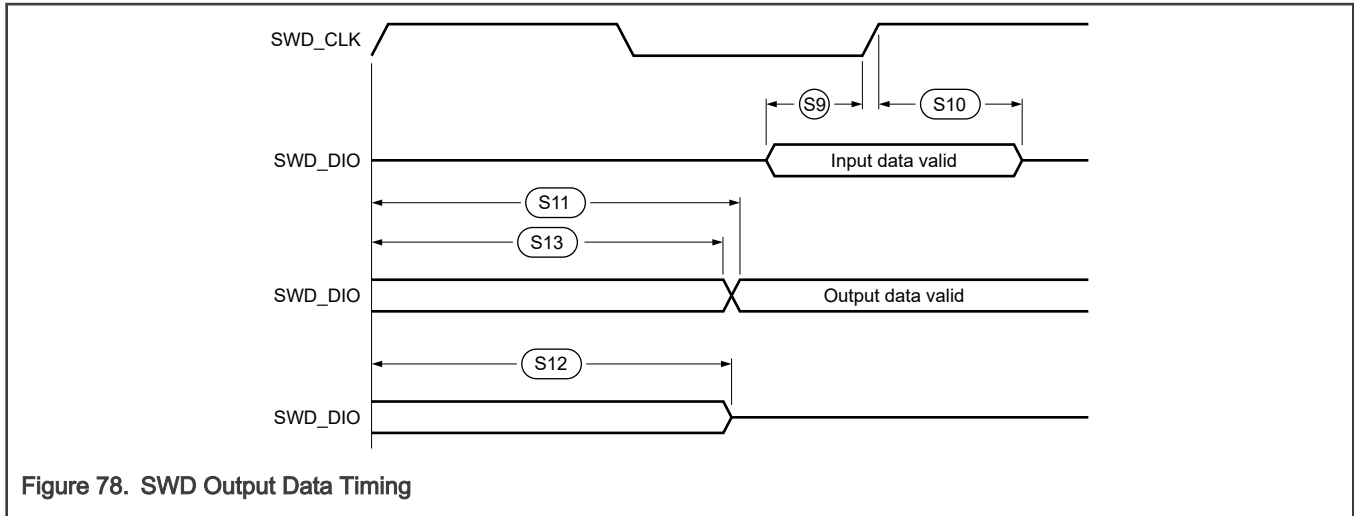 SWD_CLK
S9
S10
SWD_DIO
Input data valid
S11
S13
SWD_DIO
Output data valid
S12
SWD_DIO
Figure 78. SWD Output Data Timing